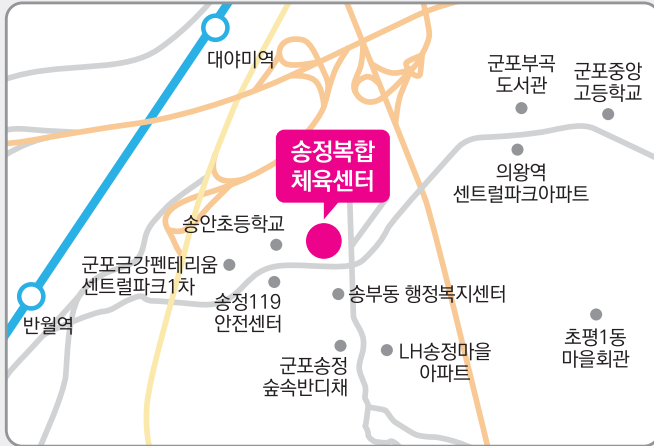 대야미역
군포부곡
도서관
군포중앙
고등학교
송정복합
체육센터
의왕역
센트럴파크아파트
송안초등학교
군포금강펜테리움
센트럴파크1차
송정119
안전센터
송부동 행정복지센터
반월역
초평1동
마을회관
군포송정
숲속반디채
LH송정마을
아파트